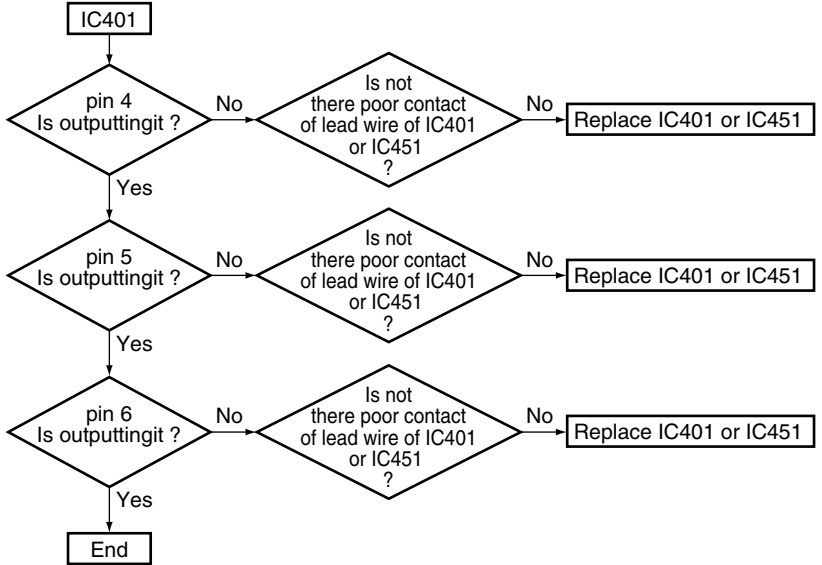 IC401
pin 4
Is outputtingit ?
No
Is not
there poor contact
of lead wire of IC401
or IC451
?
No
Replace IC401 or IC451
Yes
pin 5
Is outputtingit ?
No
Is not
there poor contact
of lead wire of IC401
or IC451
?
No
Replace IC401 or IC451
Yes
pin 6
Is outputtingit ?
No
Is not
there poor contact
of lead wire of IC401
or IC451
?
No
Replace IC401 or IC451
Yes
End